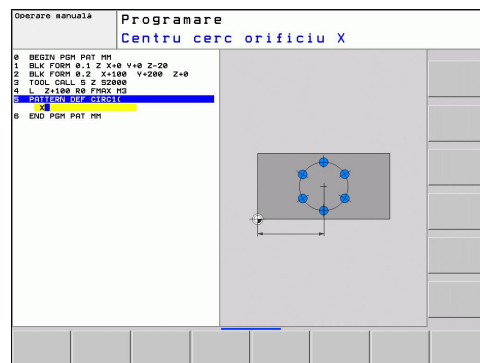 Operare manuală
Programare
Centru cerc orificiu X
0 BEGIN PGM PAT MM
1 BLK FORM 0.1 Z X+0 Y+0 Z-20
2 BLK FORM 0.2 X+100 Y+200 Z+0
3 TOOL CALL 5 Z S2000
4 L Z+100 R0 FMAX M3
5 PATTERN DEF CIRC1(
X
6 END PGM PAT MM